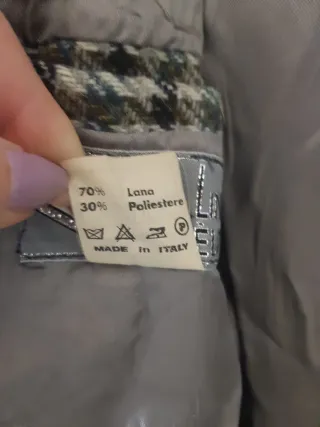 70% Lana
30% Poliestere
P
MADE in ITALY